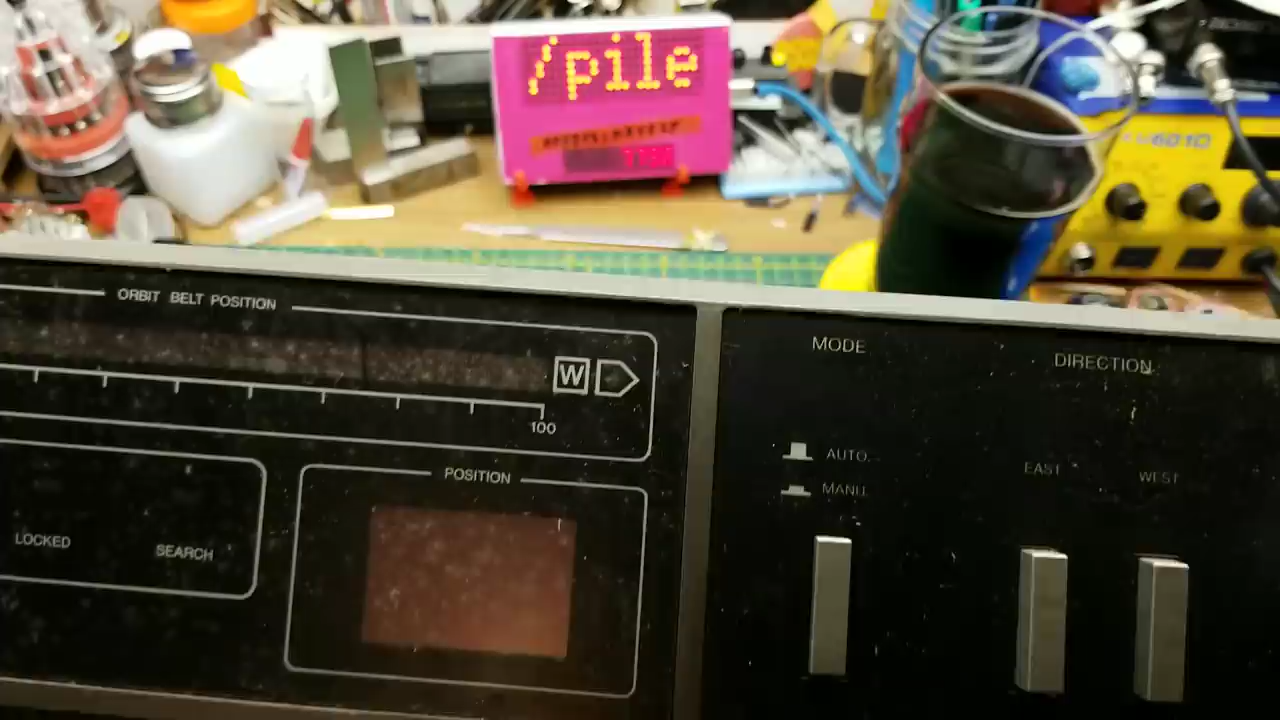 /pile
ORBIT BELT POSITION
W
100
POSITION
LOCKED
SEARCH
MODE
AUTO.
MANU.
DIRECTION
EAST
WEST